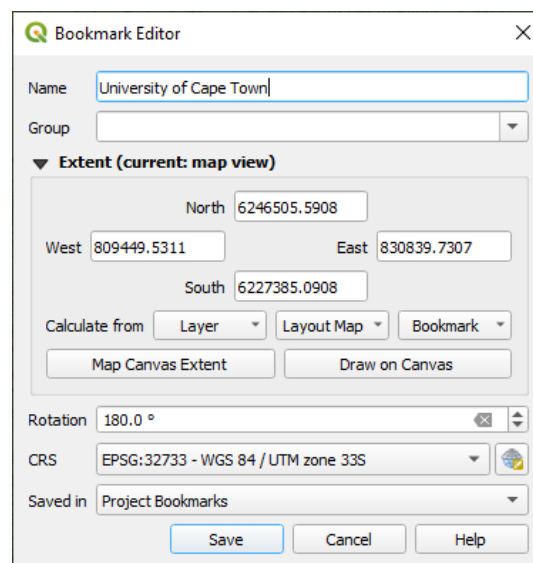 Bookmark Editor
Name University of Cape Town
Group
Extent (current: map view)
North 6246505.5908
West 809449.5311 East 830839.7307
South 6227385.0908
Calculate from Layer Layout Map Bookmark
Map Canvas Extent Draw on Canvas
Rotation 180.0 °
CRS EPSG:32733 - WGS 84 / UTM zone 33S
Saved in Project Bookmarks
Save Cancel Help